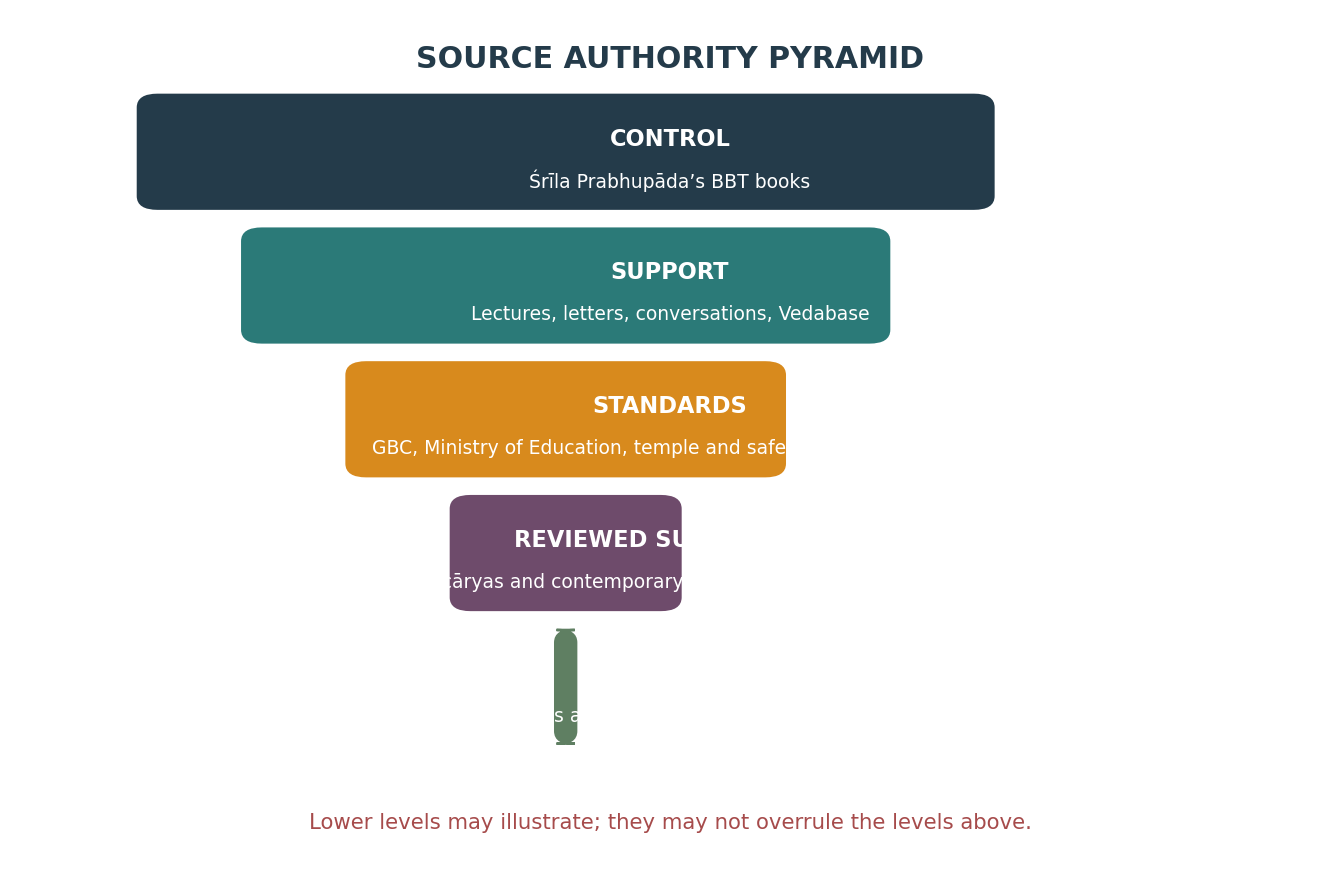 SOURCE AUTHORITY PYRAMID
CONTROL
Śrīla Prabhupāda’s BBT books
SUPPORT
Lectures, letters, conversations, Vedabase
STANDARDS
GBC, Ministry of Education, temple and safe
REVIEWED SU
cāryas and contemporary
s a
Lower levels may illustrate; they may not overrule the levels above.